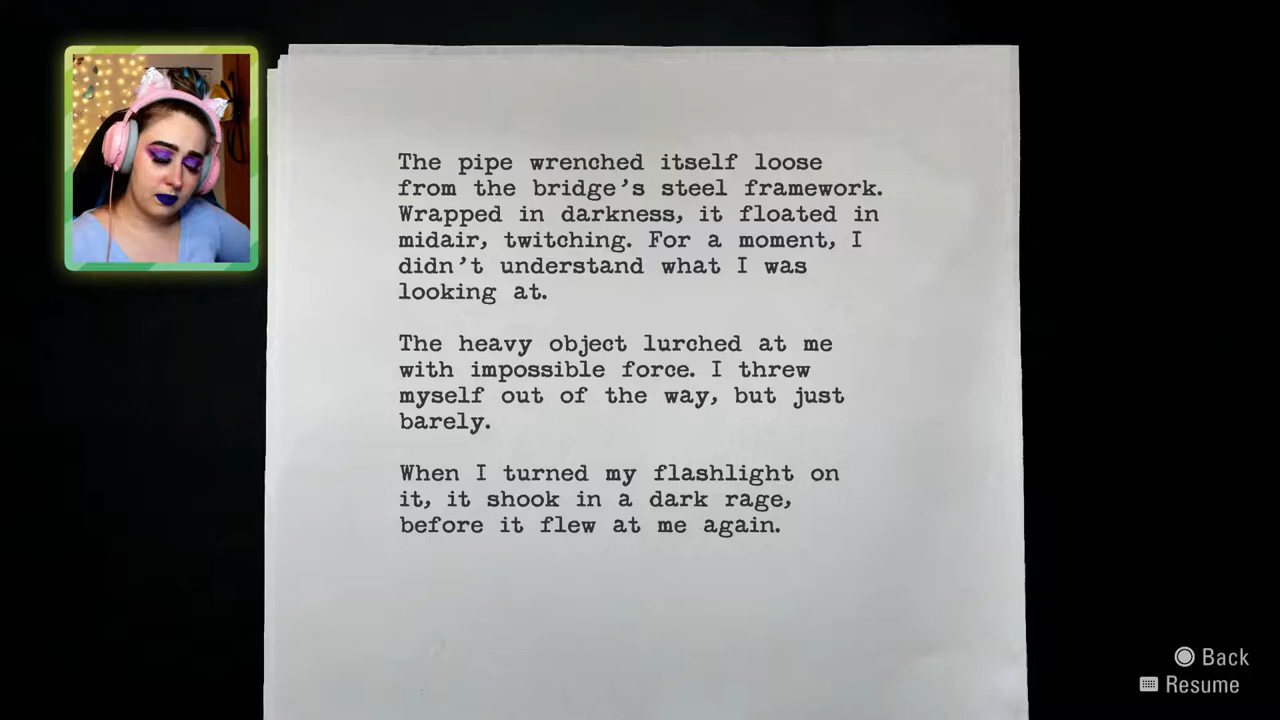 The pipe wrenched itself loose
from the bridge's steel framework.
Wrapped in darkness, it floated in
midair, twitching. For a moment, I
didn't understand what I was
looking at.
The heavy object lurched at me
with impossible force. I threw
myself out of the way, but just
barely.
When I turned my flashlight on
it, it shook in a dark rage,
before it flew at me again.
Back
Resume